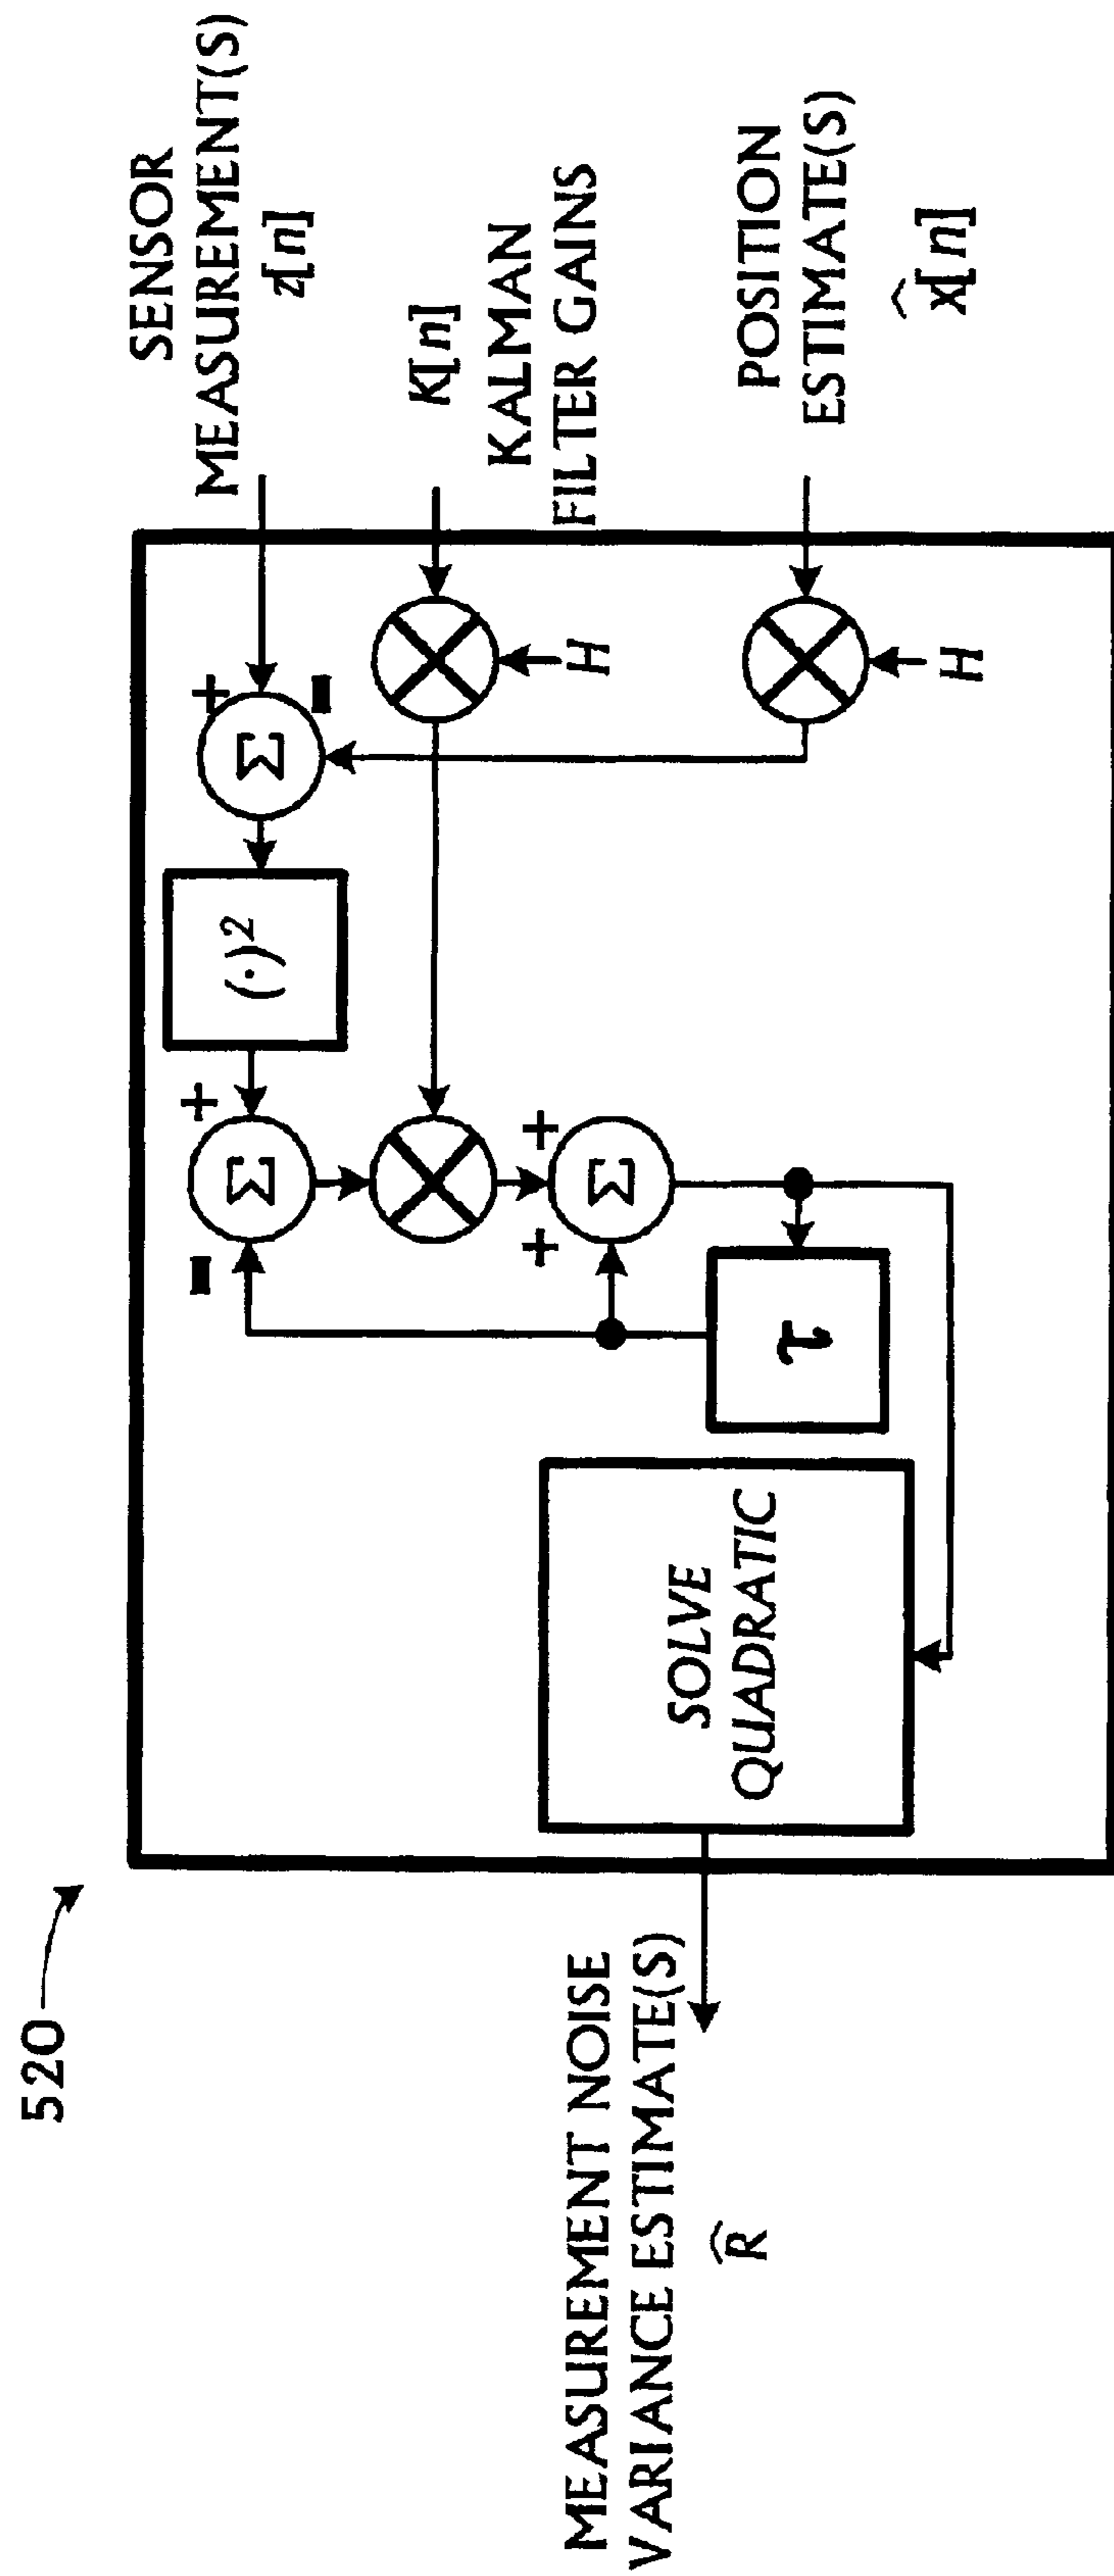 520
SENSOR
MEASUREMENT(S)
z[n]
K[n]
KALMAN
FILTER GAINS
POSITION
ESTIMATE(S)
x̂[n]
+
−
Σ
H
H
(·)²
+
−
Σ
+
+
Σ
τ
SOLVE
QUADRATIC
MEASUREMENT NOISE
VARIANCE ESTIMATE(S)
R̂